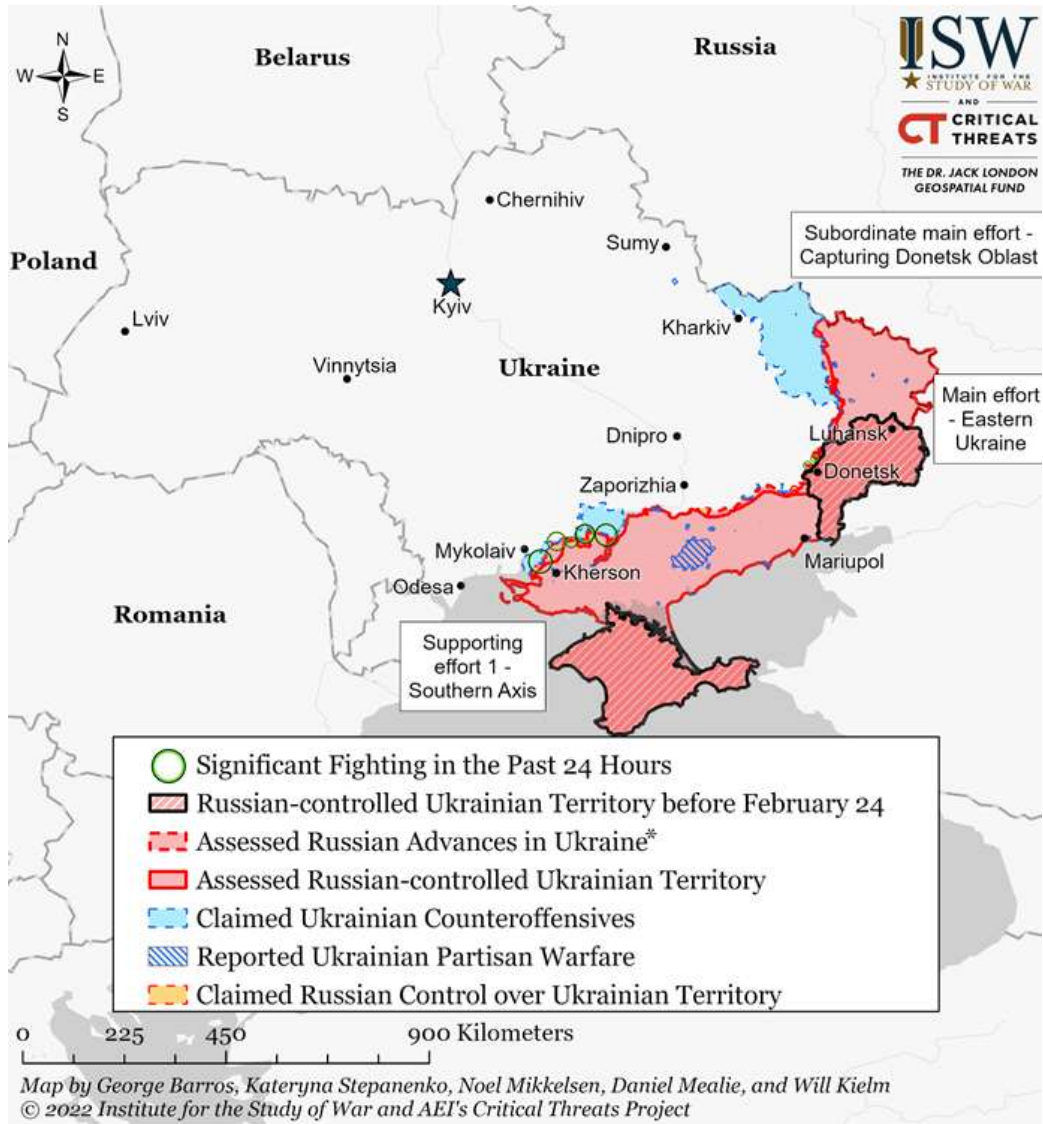 N
W E
S
Belarus
Russia
ISW
INSTITUTE FOR THE
STUDY OF WAR
AND
CT CRITICAL
THREATS
THE DR. JACK LONDON
GEOSPATIAL FUND
Chernihiv
Sumy
Subordinate main effort -
Capturing Donetsk Oblast
Poland
Kyiv
Lviv
Kharkiv
Vinnytsia
Ukraine
Main effort
- Eastern
Ukraine
Dnipro
Luhansk
Donetsk
Zaporizhia
Mykolaiv
Mariupol
Kherson
Odesa
Romania
Supporting
effort 1 -
Southern Axis
Significant Fighting in the Past 24 Hours
Russian-controlled Ukrainian Territory before February 24
Assessed Russian Advances in Ukraine*
Assessed Russian-controlled Ukrainian Territory
Claimed Ukrainian Counteroffensives
Reported Ukrainian Partisan Warfare
Claimed Russian Control over Ukrainian Territory
0 225 450 900 Kilometers
Map by George Barros, Kateryna Stepanenko, Noel Mikkelsen, Daniel Mealie, and Will Kielm
© 2022 Institute for the Study of War and AEI's Critical Threats Project